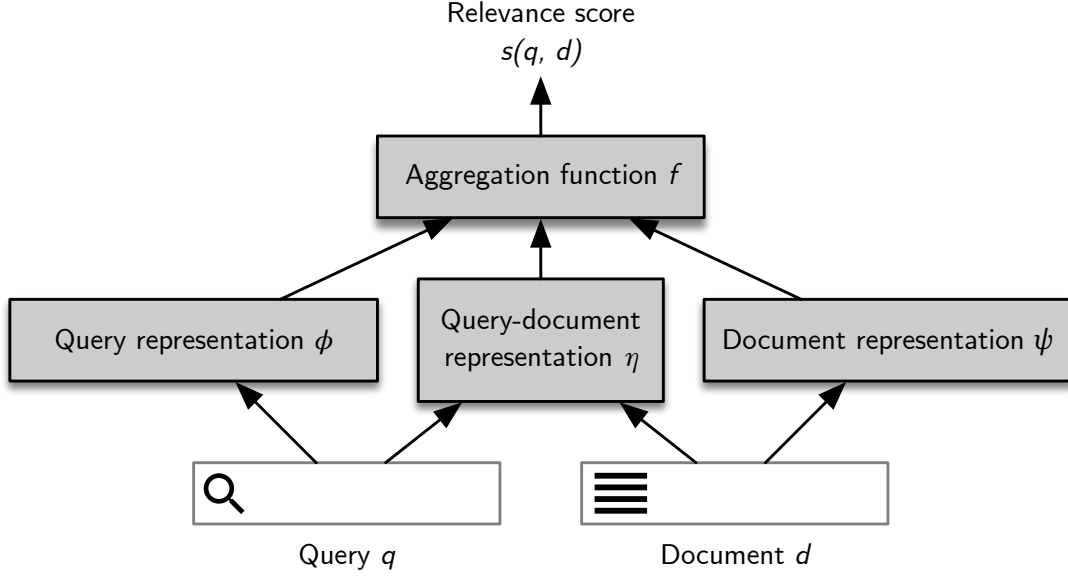 Relevance score
s(q, d)
Aggregation function f
Query representation ϕ
Query-document
representation η
Document representation ψ
Query q
Document d